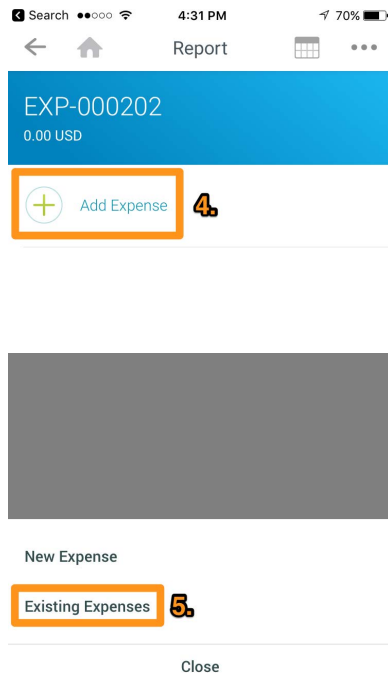 Search 4:31 PM 70%
Report
EXP-000202
0.00 USD
Add Expense 4.
New Expense
Existing Expenses 5.
Close